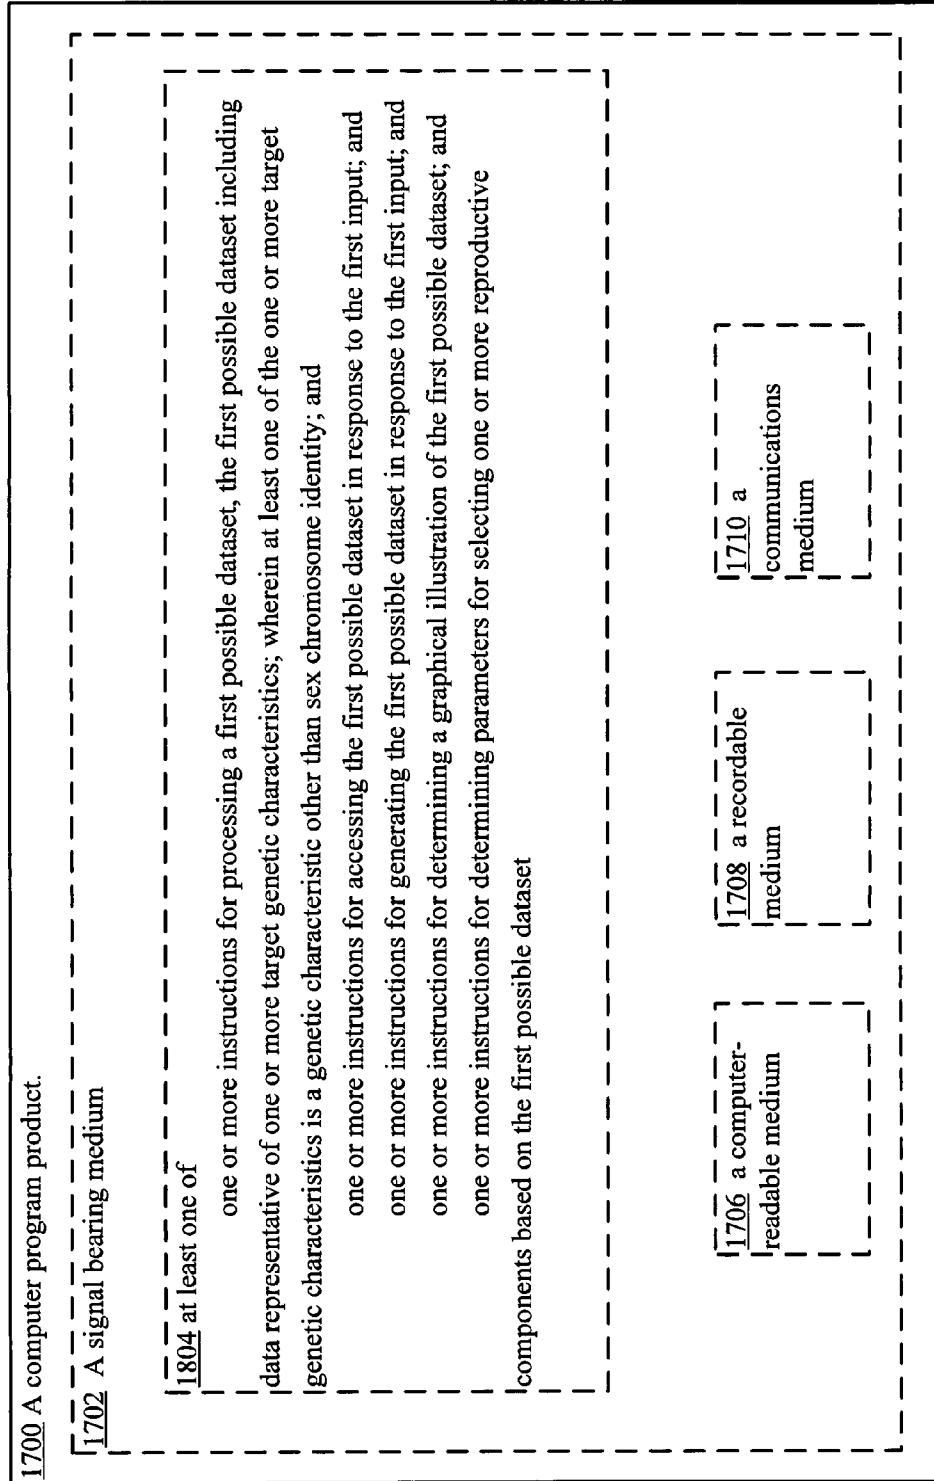 1700 A computer program product.
1702 A signal bearing medium
1804 at least one of
one or more instructions for processing a first possible dataset, the first possible dataset including
data representative of one or more target genetic characteristics; wherein at least one of the one or more target
genetic characteristics is a genetic characteristic other than sex chromosome identity; and
one or more instructions for accessing the first possible dataset in response to the first input; and
one or more instructions for generating the first possible dataset in response to the first input; and
one or more instructions for determining a graphical illustration of the first possible dataset; and
one or more instructions for determining parameters for selecting one or more reproductive
components based on the first possible dataset
1706 a computer-
readable medium
1708 a recordable
medium
1710 a
communications
medium